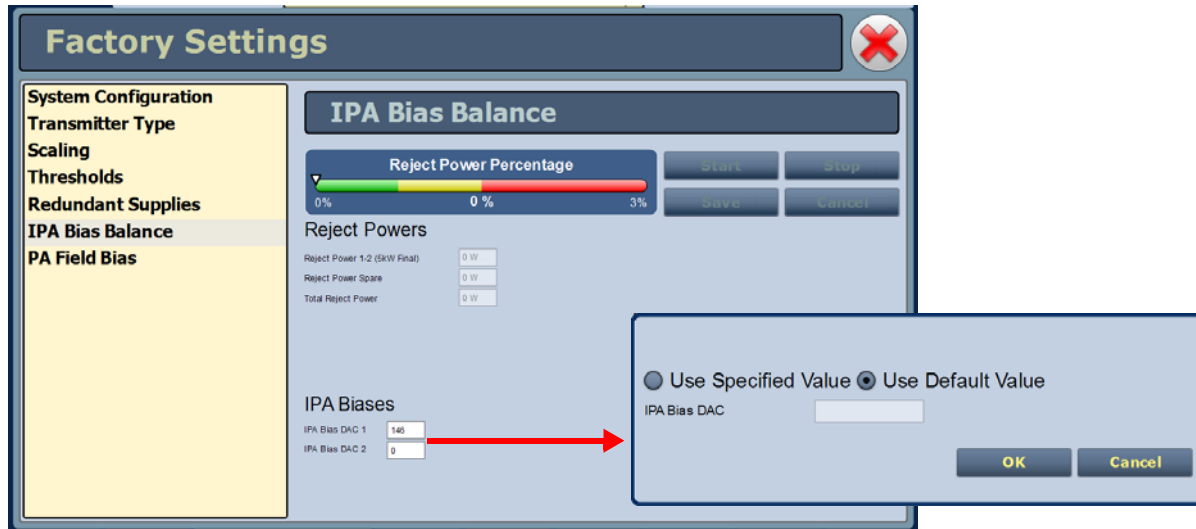 Factory Settings
System Configuration
Transmitter Type
Scaling
Thresholds
Redundant Supplies
IPA Bias Balance
PA Field Bias
IPA Bias Balance
Reject Power Percentage
0% 0 % 3%
Start Stop
Save Cancel
Reject Powers
Reject Power 1-2 (5kW Final) 0 W
Reject Power Spare 0 W
Total Reject Power 0 W
IPA Biases
IPA Bias DAC 1 146
IPA Bias DAC 2 0
Use Specified Value Use Default Value
IPA Bias DAC
OK Cancel